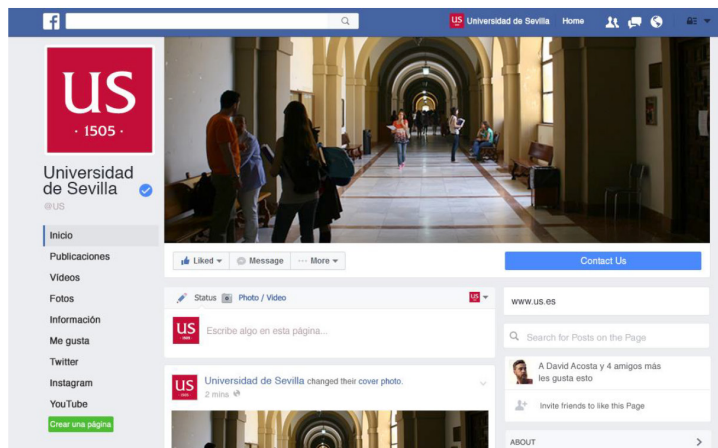 Universidad de Sevilla Home
US
· 1505 ·
Universidad
de Sevilla
@US
Inicio
Publicaciones
Vídeos
Fotos
Información
Me gusta
Twitter
Instagram
YouTube
Crear una página
Liked
Message
··· More
Contact Us
Status
Photo / Video
US
Escribe algo en esta página...
US
Universidad de Sevilla changed their cover photo.
2 mins
www.us.es
Search for Posts on the Page
A David Acosta y 4 amigos más
les gusta esto
Invite friends to like this Page
ABOUT